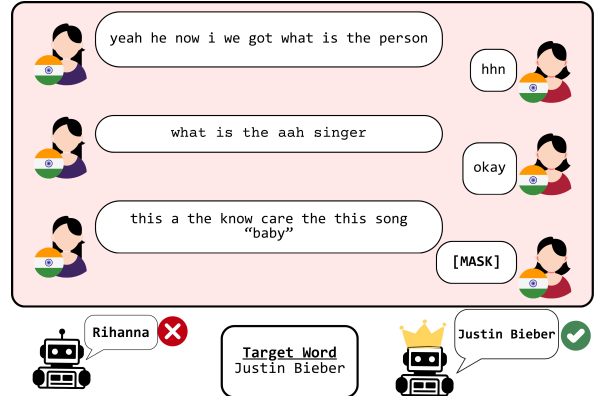 yeah he now i we got what is the person
hhn
what is the aah singer
okay
this a the know care the this song
“baby”
[MASK]
Rihanna
Target Word
Justin Bieber
Justin Bieber